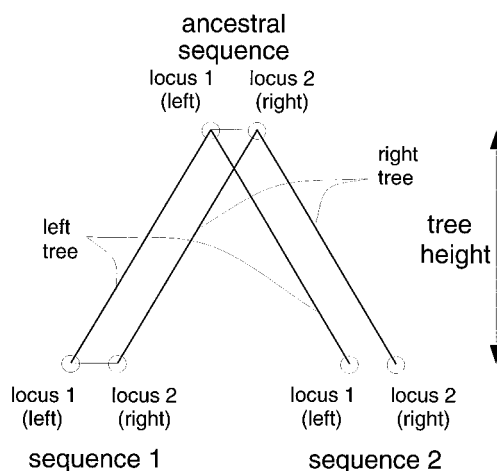 ancestral
sequence
locus 1 locus 2
(left) (right)
right
tree
left
tree
tree
height
locus 1 locus 2 locus 1 locus 2
(left) (right) (left) (right)
sequence 1 sequence 2